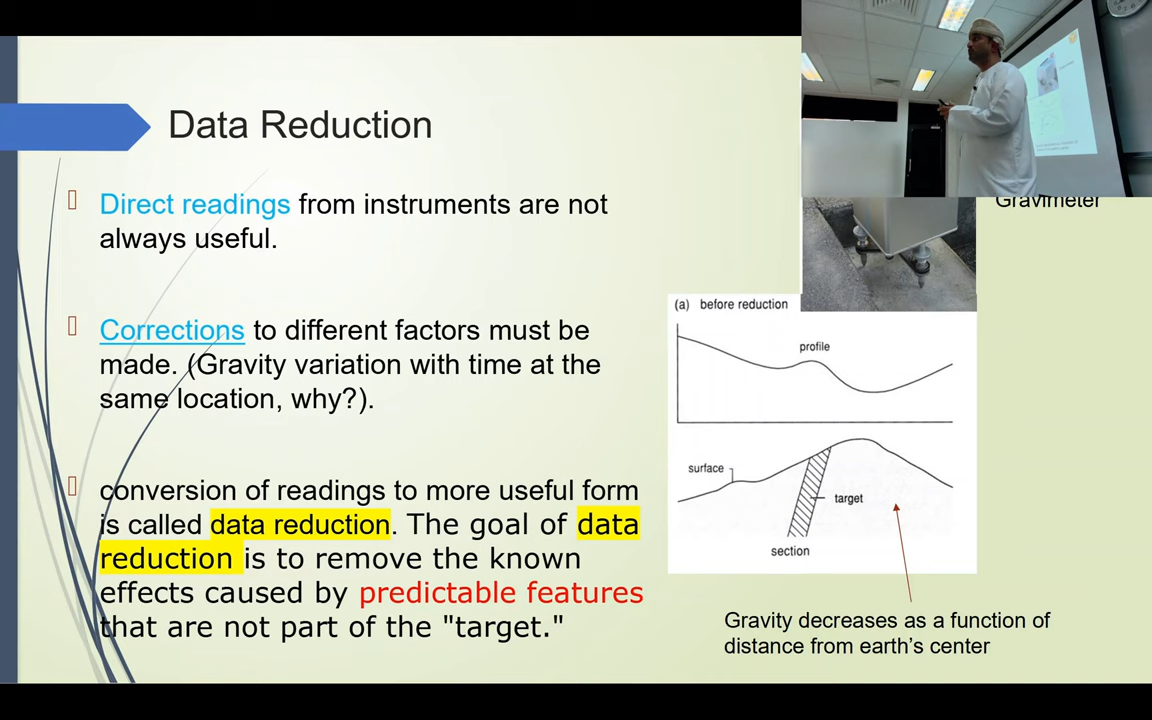 Data Reduction
Direct readings from instruments are not
always useful.
Corrections to different factors must be
made. (Gravity variation with time at the
same location, why?).
conversion of readings to more useful form
is called data reduction. The goal of data
reduction is to remove the known
effects caused by predictable features
that are not part of the "target."
Gravimeter
(a) before reduction
profile
surface
target
section
Gravity decreases as a function of
distance from earth's center